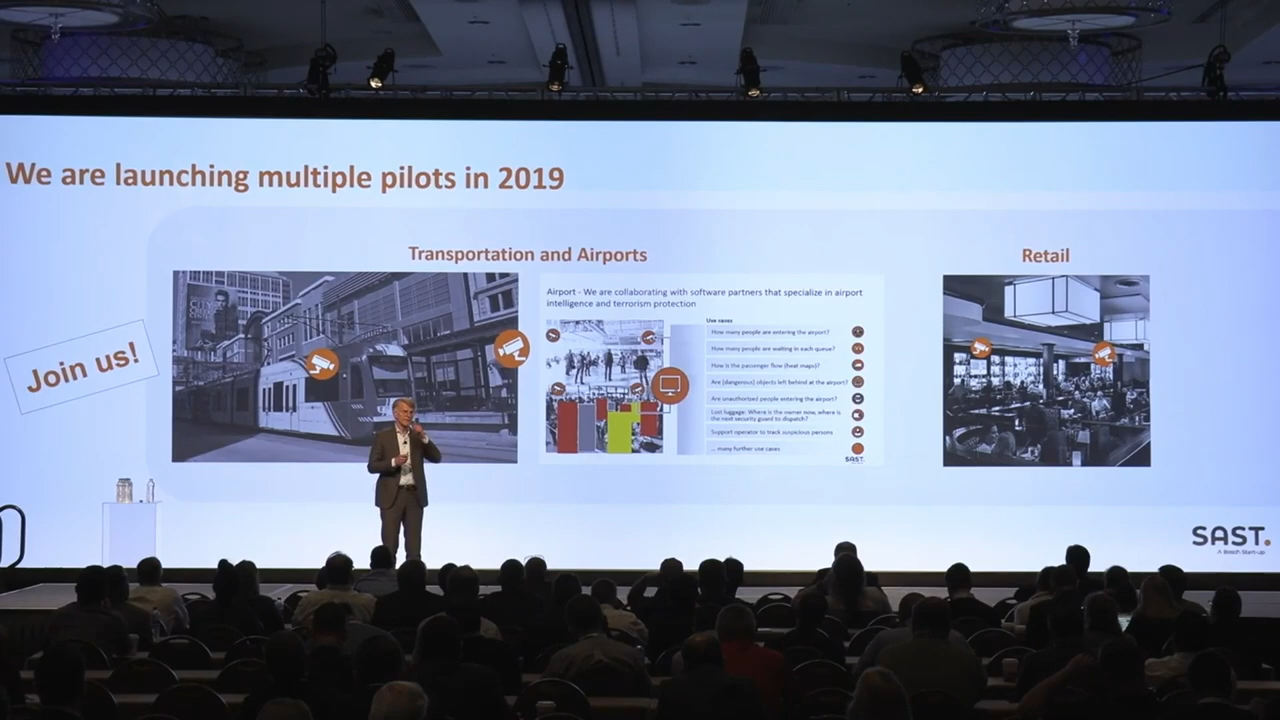 We are launching multiple pilots in 2019
Transportation and Airports
Retail
Join us!
Airport - We are collaborating with software partners that specialize in airport
intelligence and terrorism protection
Use cases
How many people are entering the airport?
How many people are waiting in each queue?
How is the passenger flow (heat maps)?
Are (dangerous) objects left behind at the airport?
Are unauthorized people entering the airport?
Lost luggage: Where is the owner now, where is
the next security guard to dispatch?
Support operator to track suspicious persons
... many further use cases
SAST.
SAST.
A Bosch Start-up